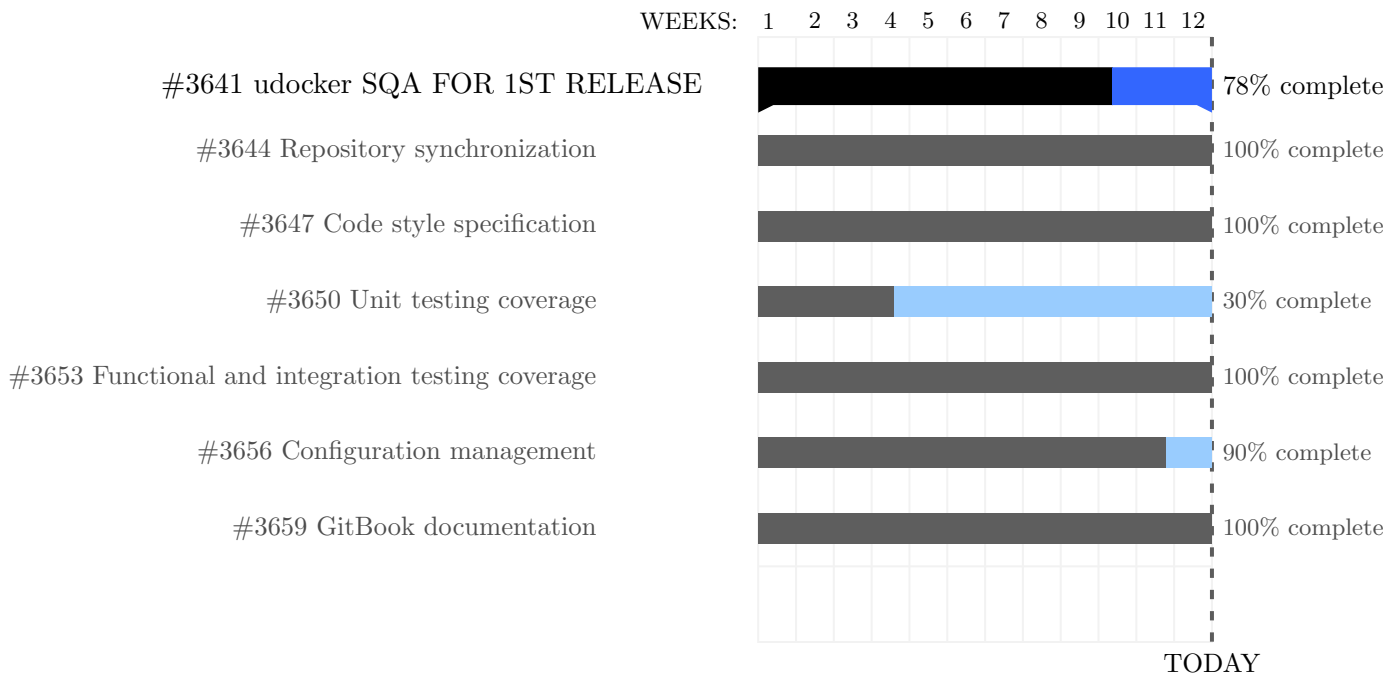 WEEKS: 1 2 3 4 5 6 7 8 9 10 11 12
#3641 udocker SQA FOR 1ST RELEASE 78% complete
#3644 Repository synchronization 100% complete
#3647 Code style specification 100% complete
#3650 Unit testing coverage 30% complete
#3653 Functional and integration testing coverage 100% complete
#3656 Configuration management 90% complete
#3659 GitBook documentation 100% complete
TODAY